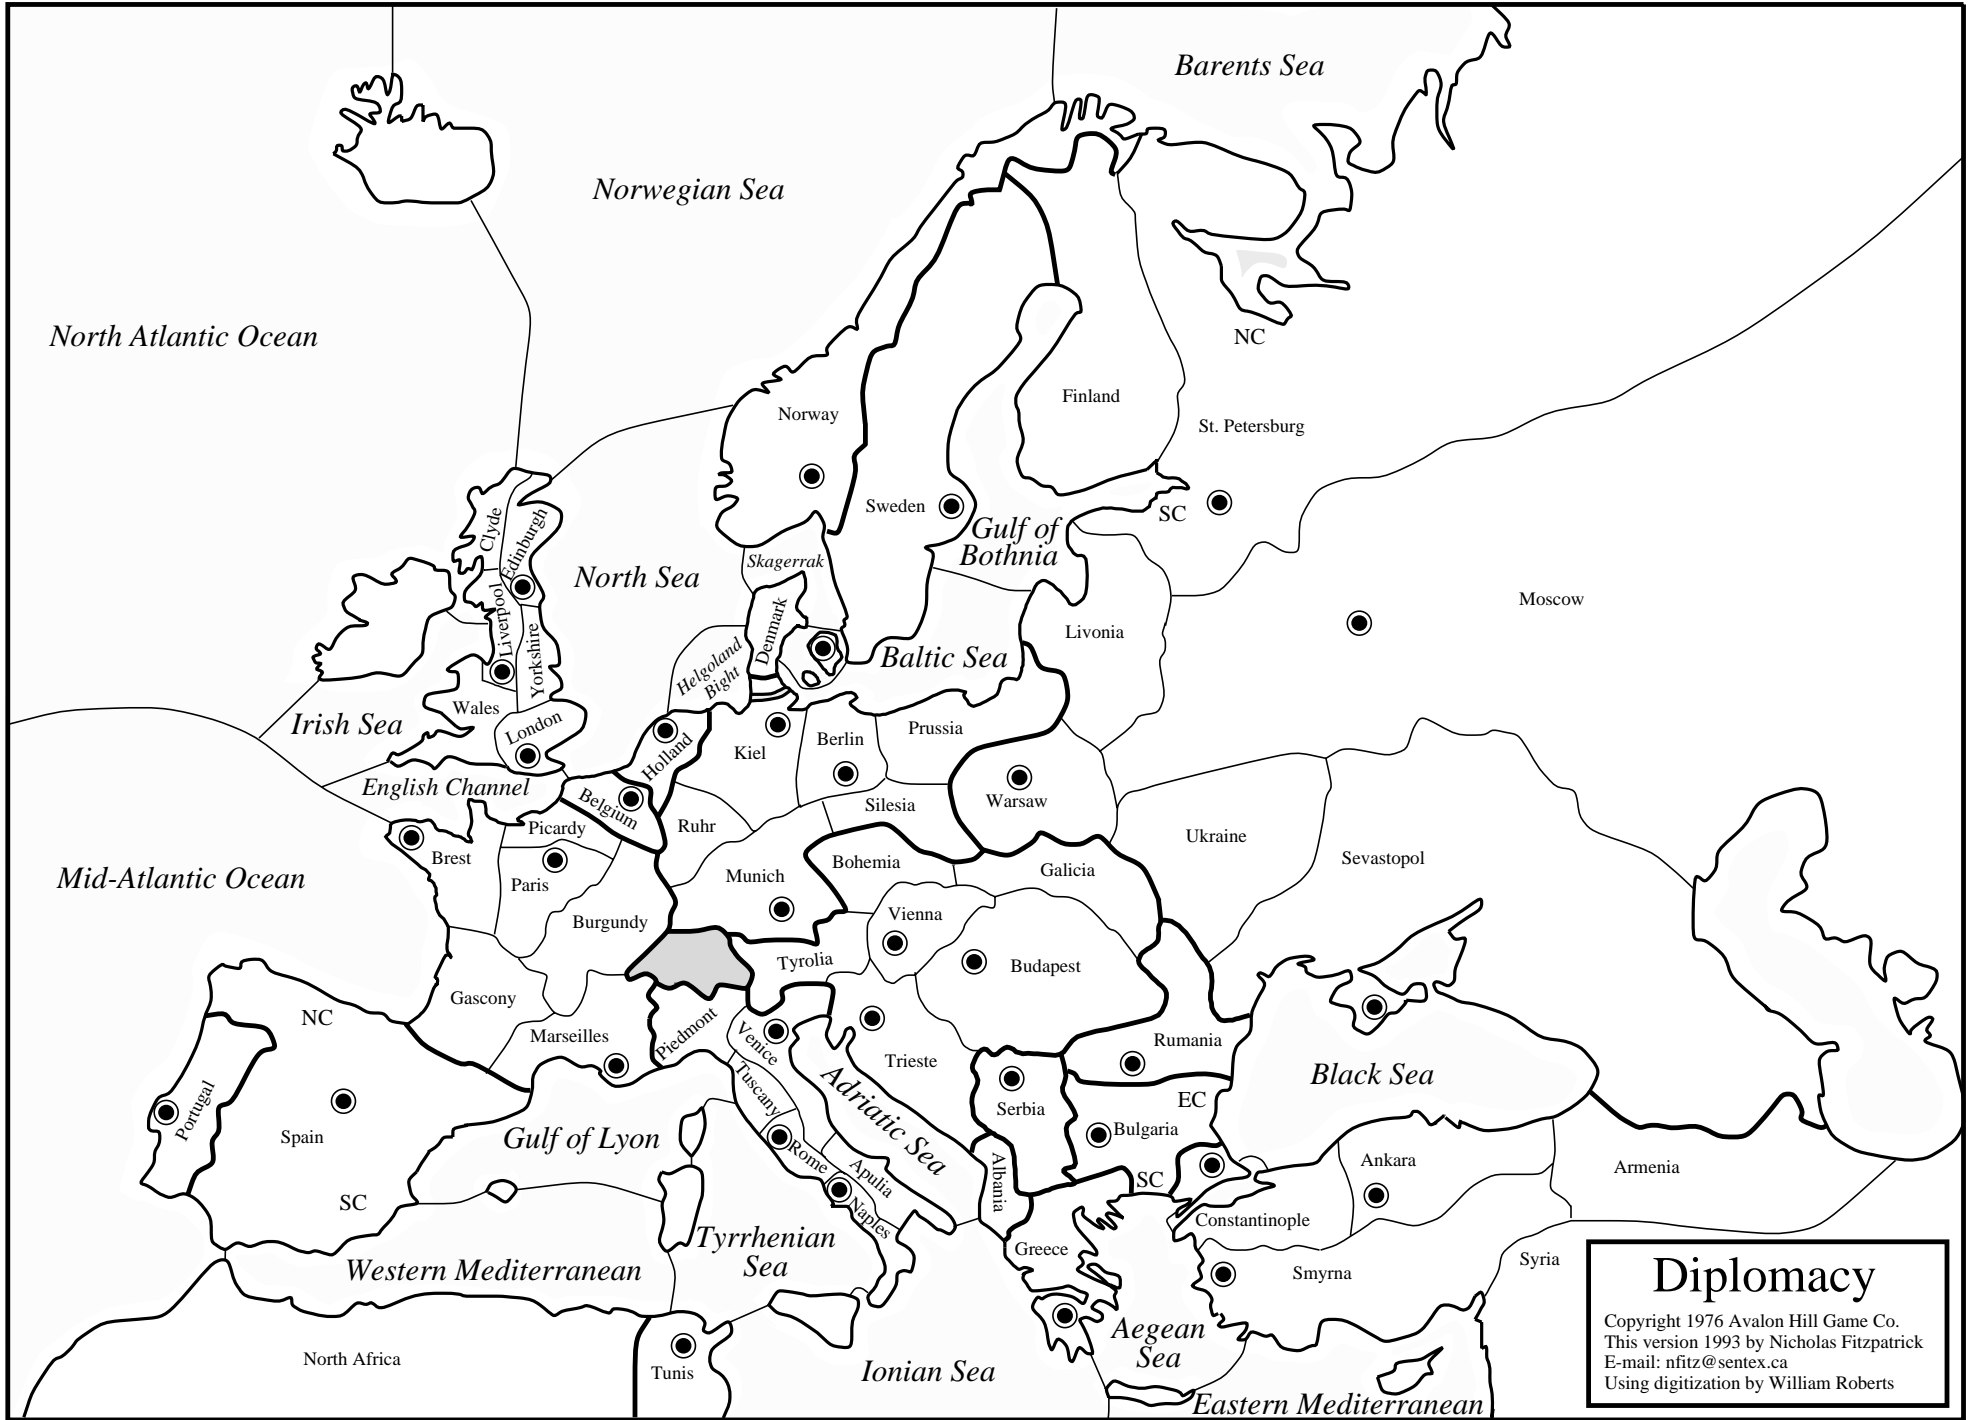 Barents Sea
Norwegian Sea
North Atlantic Ocean
NC
Finland
Norway
St. Petersburg
Sweden
SC
Gulf of
Bothnia
Clyde
Edinburgh
Skagerrak
North Sea
Moscow
Liverpool
Denmark
Livonia
Yorkshire
Helgoland
Bight
Baltic Sea
Wales
Irish Sea
London
Prussia
Holland
Kiel
Berlin
English Channel
Belgium
Warsaw
Silesia
Picardy
Ruhr
Ukraine
Brest
Bohemia
Sevastopol
Mid-Atlantic Ocean
Paris
Munich
Galicia
Burgundy
Vienna
Tyrolia
Budapest
Gascony
NC
Marseilles
Piedmont
Venice
Rumania
Trieste
Black Sea
Tuscany
Adriatic Sea
EC
Portugal
Serbia
Spain
Gulf of Lyon
Bulgaria
Rome
Ankara
Armenia
Apulia
Albania
SC
SC
Naples
Constantinople
Tyrrhenian
Sea
Greece
Western Mediterranean
Smyrna
Syria
Aegean
Sea
North Africa
Tunis
Ionian Sea
Eastern Mediterranean
Diplomacy
Copyright 1976 Avalon Hill Game Co.
This version 1993 by Nicholas Fitzpatrick
E-mail: nfitz@sentex.ca
Using digitization by William Roberts